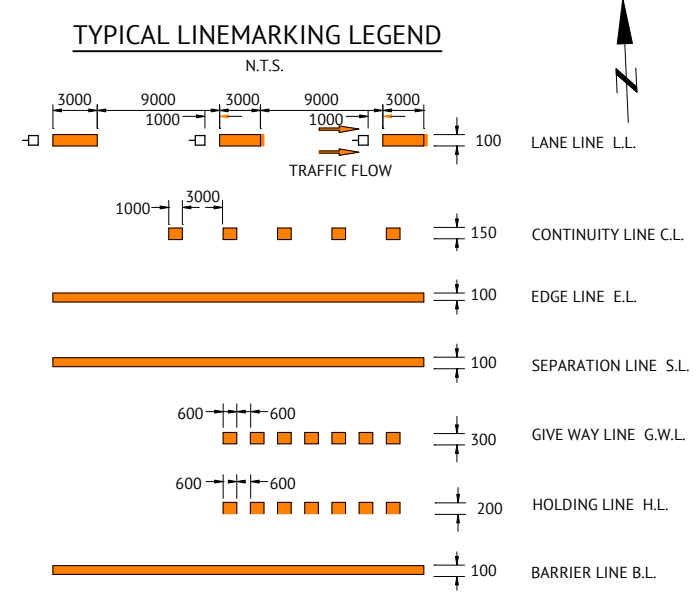 TYPICAL LINEMARKING LEGEND
N.T.S.
3000 9000 3000 9000 3000
1000 1000
100 LANE LINE L.L.
TRAFFIC FLOW
N
3000
1000
150 CONTINUITY LINE C.L.
100 EDGE LINE E.L.
100 SEPARATION LINE S.L.
600 600
300 GIVE WAY LINE G.W.L.
600 600
200 HOLDING LINE H.L.
100 BARRIER LINE B.L.